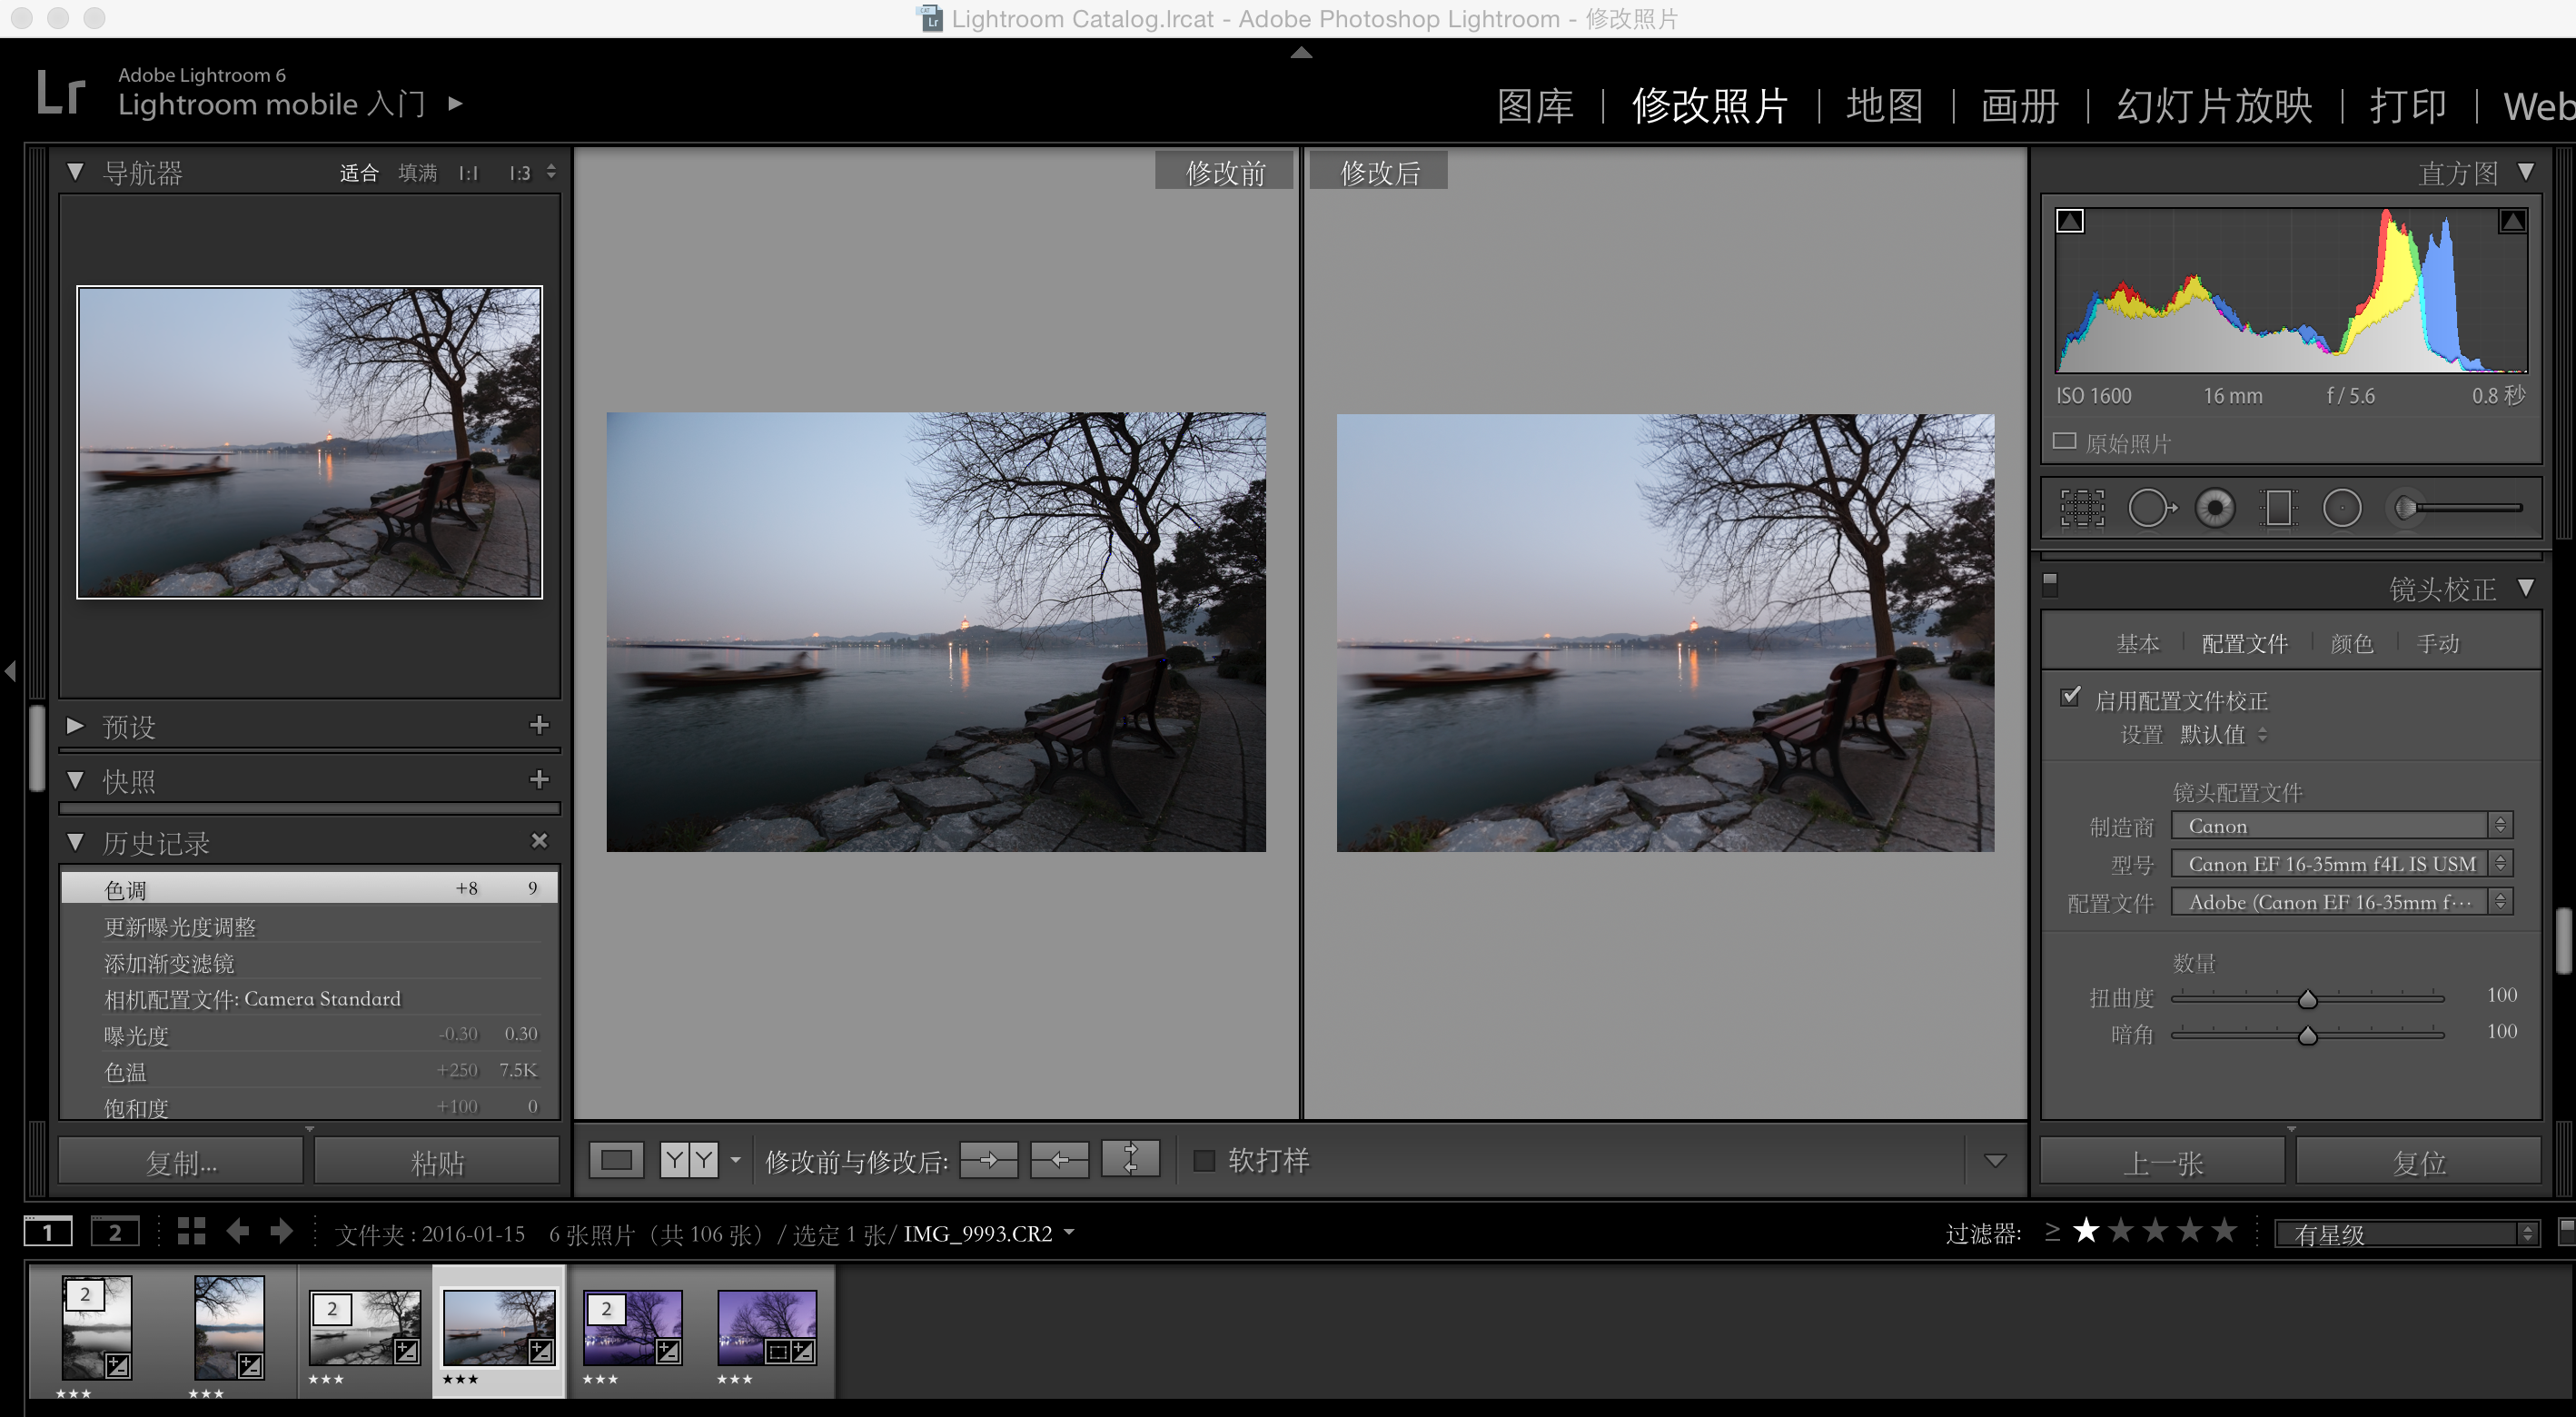 Lightroom Catalog.lrcat - Adobe Photoshop Lightroom - 修改照片
Lr
Adobe Lightroom 6
Lightroom mobile 入门
图库 | 修改照片 | 地图 | 画册 | 幻灯片放映 | 打印 | Web
导航器 适合 填满 1:1 1:3
预设
快照
历史记录
色调 +8 9
更新曝光度调整
添加渐变滤镜
相机配置文件: Camera Standard
曝光度 -0.30 0.30
色温 +250 7.5K
饱和度 +100 0
复制... 粘贴
修改前 修改后
YY 修改前与修改后: 软打样
直方图
ISO 1600 16 mm f / 5.6 0.8 秒
原始照片
镜头校正
基本 配置文件 颜色 手动
启用配置文件校正
设置 默认值
镜头配置文件
制造商 Canon
型号 Canon EF 16-35mm f4L IS USM
配置文件 Adobe (Canon EF 16-35mm f···
数量
扭曲度 100
暗角 100
上一张 复位
1 2 文件夹 : 2016-01-15 6 张照片（共 106 张）/ 选定 1 张/ IMG_9993.CR2 过滤器: ≥ ★★★★★ 有星级
2 2 2
★★★ ★★★ ★★★ ★★★ ★★★ ★★★